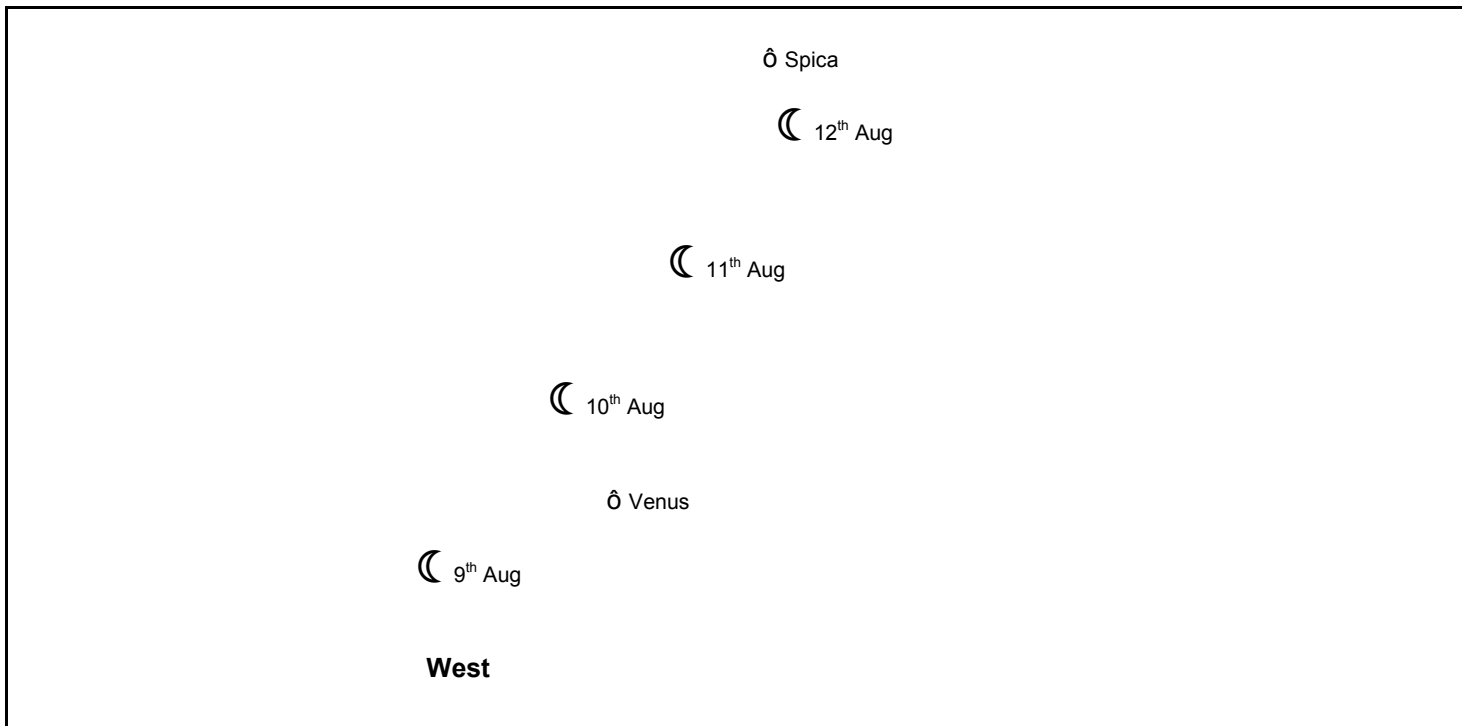 ô Spica
☾ 12th Aug
☾ 11th Aug
☾ 10th Aug
ô Venus
☾ 9th Aug
West